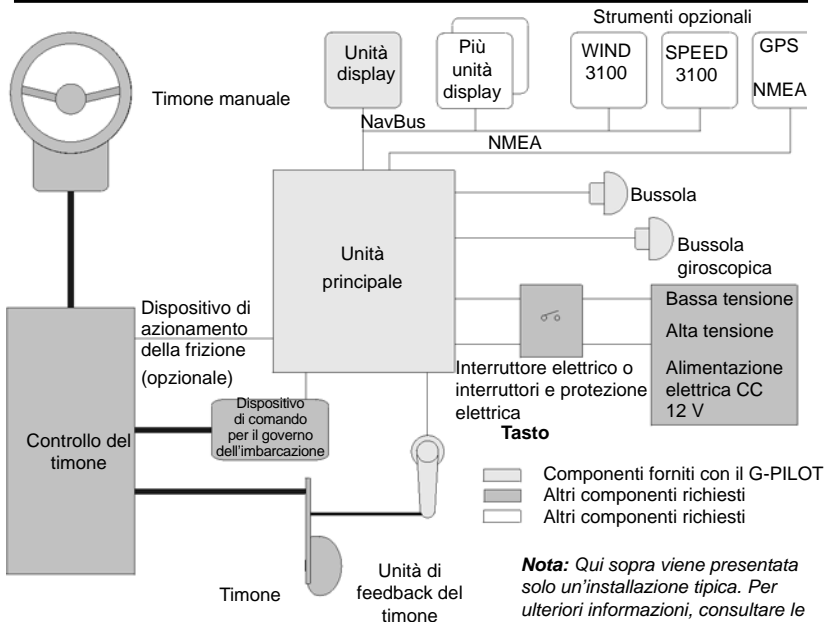 Strumenti opzionali
Unità
display
Più
unità
display
WIND
3100
SPEED
3100
GPS
NMEA
Timone manuale
NavBus
NMEA
Bussola
Unità
principale
Bussola
giroscopica
Dispositivo di
azionamento
della frizione
(opzionale)
Bassa tensione
Alta tensione
Alimentazione
elettrica CC
12 V
Interruttore elettrico o
interruttori e protezione
elettrica
Dispositivo
di comando
per il governo
dell'imbarcazione
Controllo del
timone
Tasto
Componenti forniti con il G-PILOT
Altri componenti richiesti
Altri componenti richiesti
Timone
Unità di
feedback del
timone
Nota: Qui sopra viene presentata
solo un'installazione tipica. Per
ulteriori informazioni, consultare le